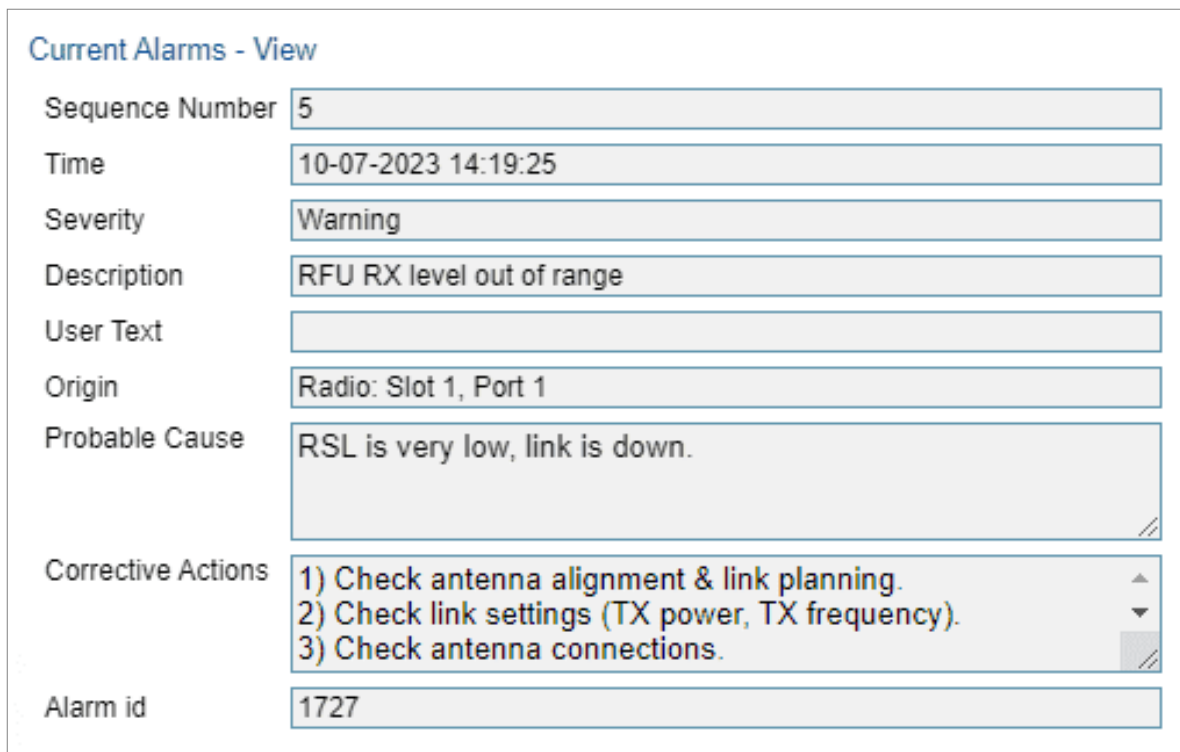 Current Alarms - View
Sequence Number 5
Time 10-07-2023 14:19:25
Severity Warning
Description RFU RX level out of range
User Text
Origin Radio: Slot 1, Port 1
Probable Cause RSL is very low, link is down.
Corrective Actions 1) Check antenna alignment & link planning.
2) Check link settings (TX power, TX frequency).
3) Check antenna connections.
Alarm id 1727